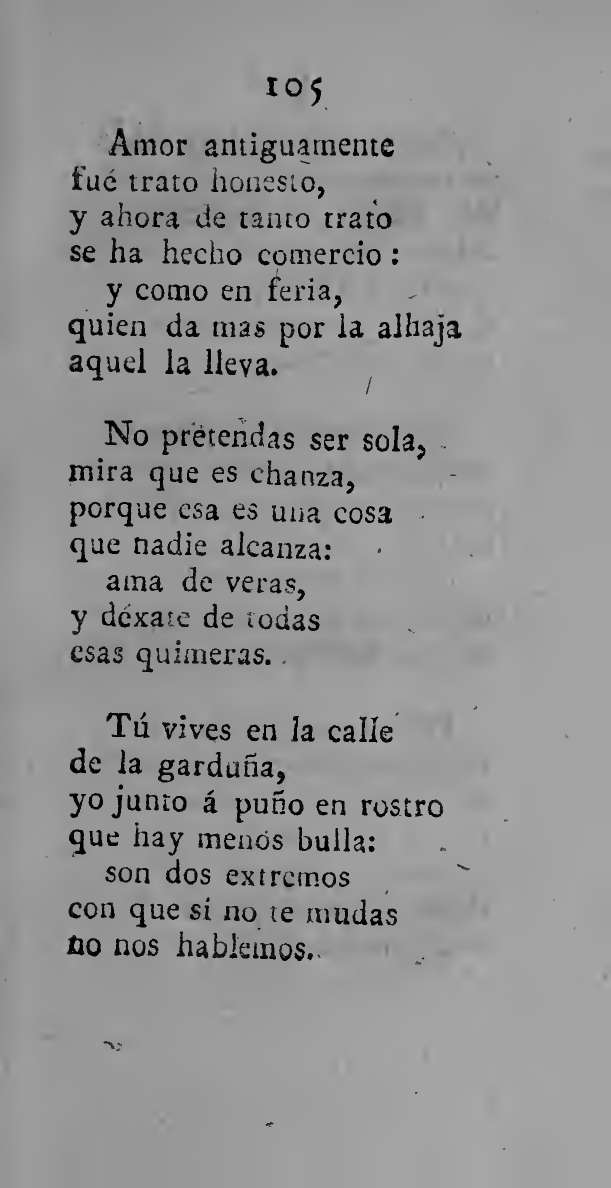 105
Amor antiguamente
fué trato honesto,
y ahora de tanto trato
se ha hecho comercio :
y como en feria,
quien da mas por la alhaja
aquel la lleva.
No pretendas ser sola,
mira que es chanza,
porque esa es una cosa
que nadie alcanza:
ama de veras,
y déxate de todas
esas quimeras.
Tú vives en la calle
de la garduña,
yo junto á puño en rostro
que hay menos bulla:
son dos extremos
con que si no te mudas
no nos hablemos.